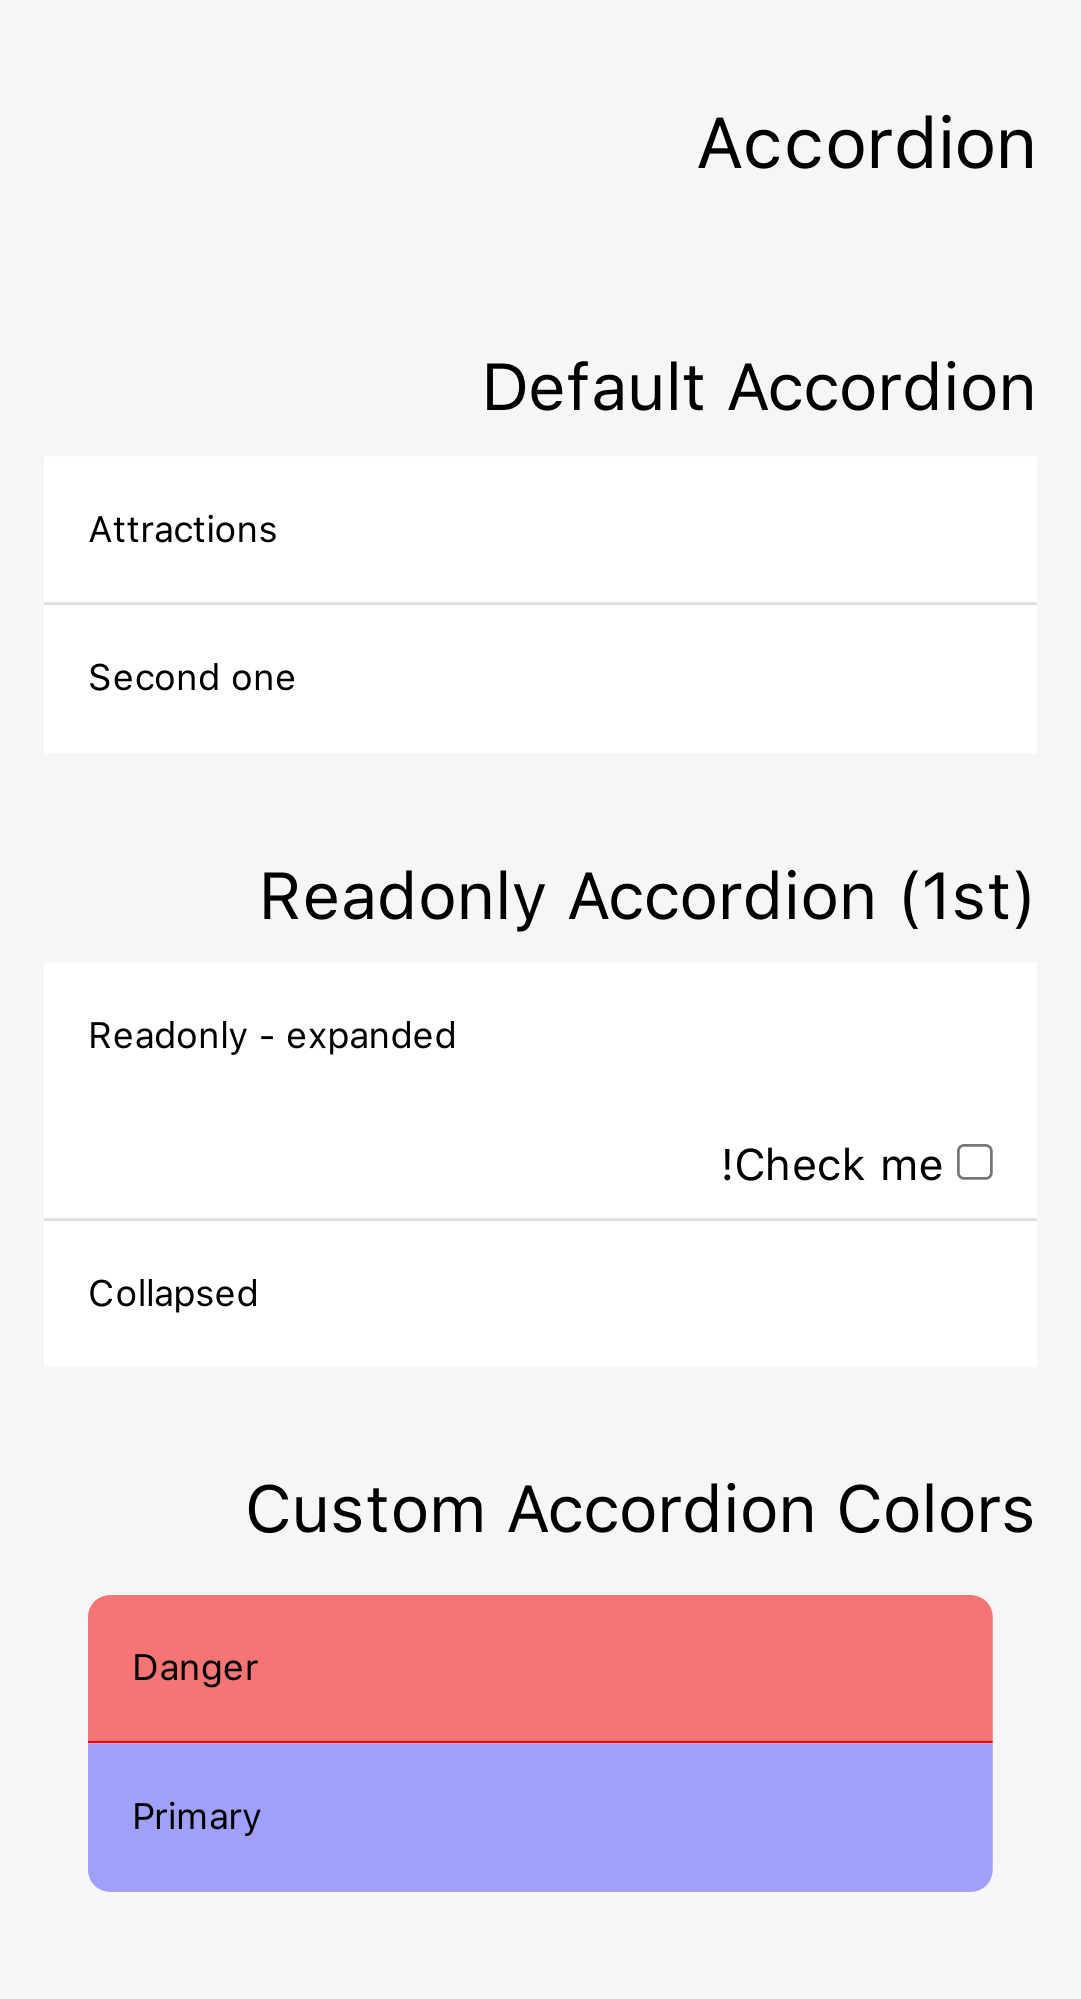 Accordion
Default Accordion
Attractions
Second one
Readonly Accordion (1st)
Readonly - expanded
!Check me
Collapsed
Custom Accordion Colors
Danger
Primary